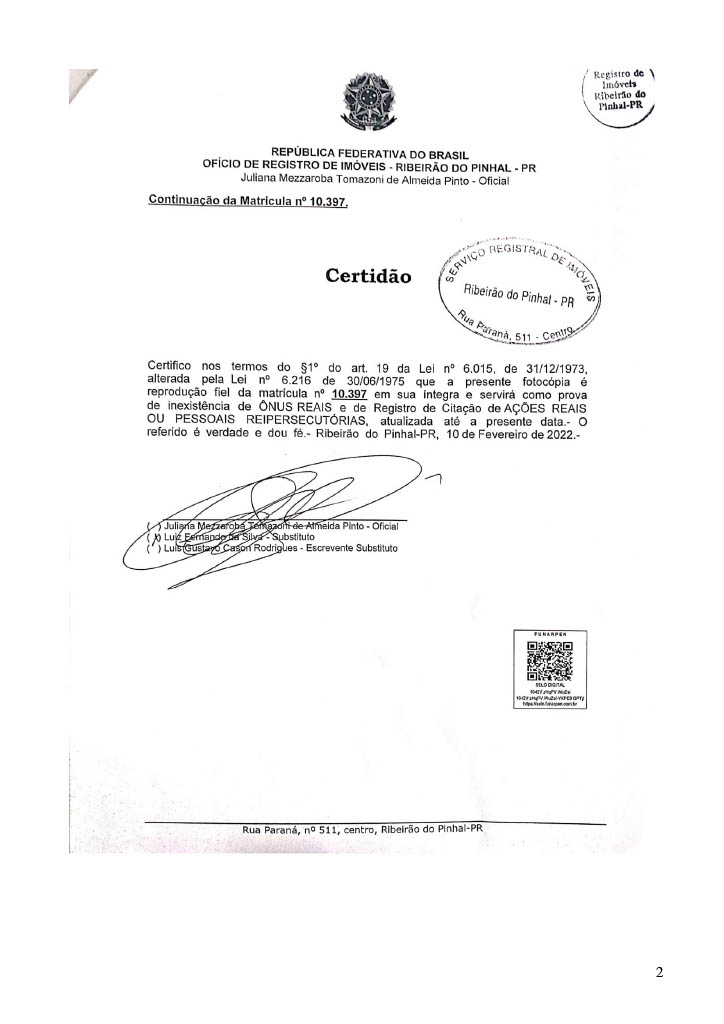 Registro de
Imóveis
Ribeirão do
Pinhal-PR
REPÚBLICA FEDERATIVA DO BRASIL
OFÍCIO DE REGISTRO DE IMÓVEIS - RIBEIRÃO DO PINHAL - PR
Juliana Mezzaroba Tomazoni de Almeida Pinto - Oficial
Continuação da Matrícula nº 10.397.
Certidão
SERVIÇO REGISTRAL DE IMÓVEIS
Ribeirão do Pinhal - PR
Rua Paraná, 511 - Centro
Certifico nos termos do §1º do art. 19 da Lei nº 6.015, de 31/12/1973,
alterada pela Lei nº 6.216 de 30/06/1975 que a presente fotocópia é
reprodução fiel da matrícula nº 10.397 em sua íntegra e servirá como prova
de inexistência de ÔNUS REAIS e de Registro de Citação de AÇÕES REAIS
OU PESSOAIS REIPERSECUTÓRIAS, atualizada até a presente data.- O
referido é verdade e dou fé.- Ribeirão do Pinhal-PR, 10 de Fevereiro de 2022.-
( ) Juliana Mezzaroba Tomazoni de Almeida Pinto - Oficial
(X) Luiz Fernando da Silva - Substituto
( ) Luis Gustavo Cason Rodrigues - Escrevente Substituto
FUNARPEN
SELO DIGITAL
https://selo.funarpen.com.br
Rua Paraná, nº 511, centro, Ribeirão do Pinhal-PR
2